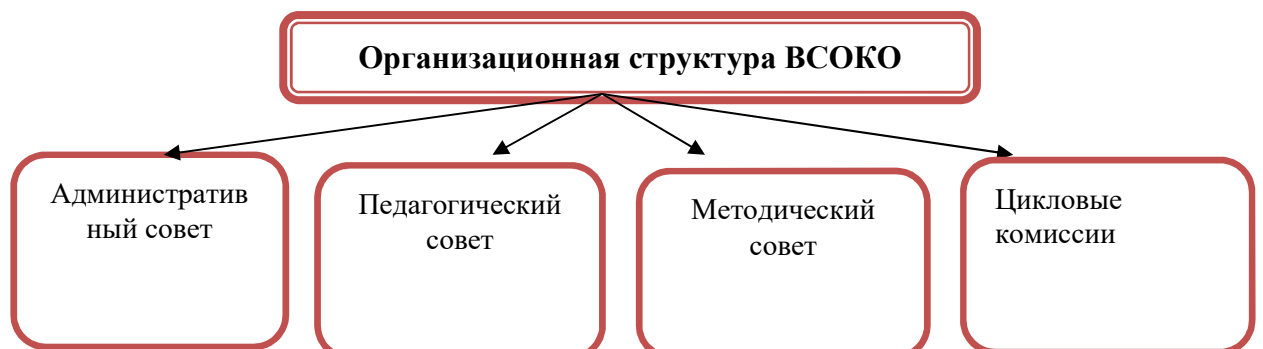 Организационная структура ВСОКО
Административ
ный совет
Педагогический
совет
Методический
совет
Цикловые
комиссии